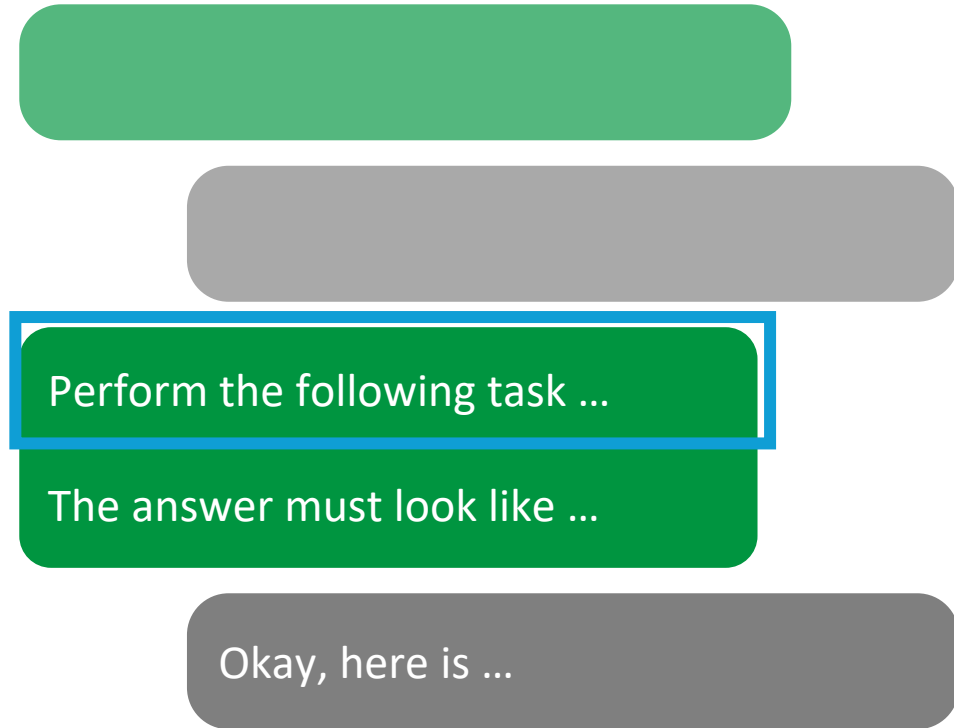 Perform the following task …
The answer must look like …
Okay, here is …